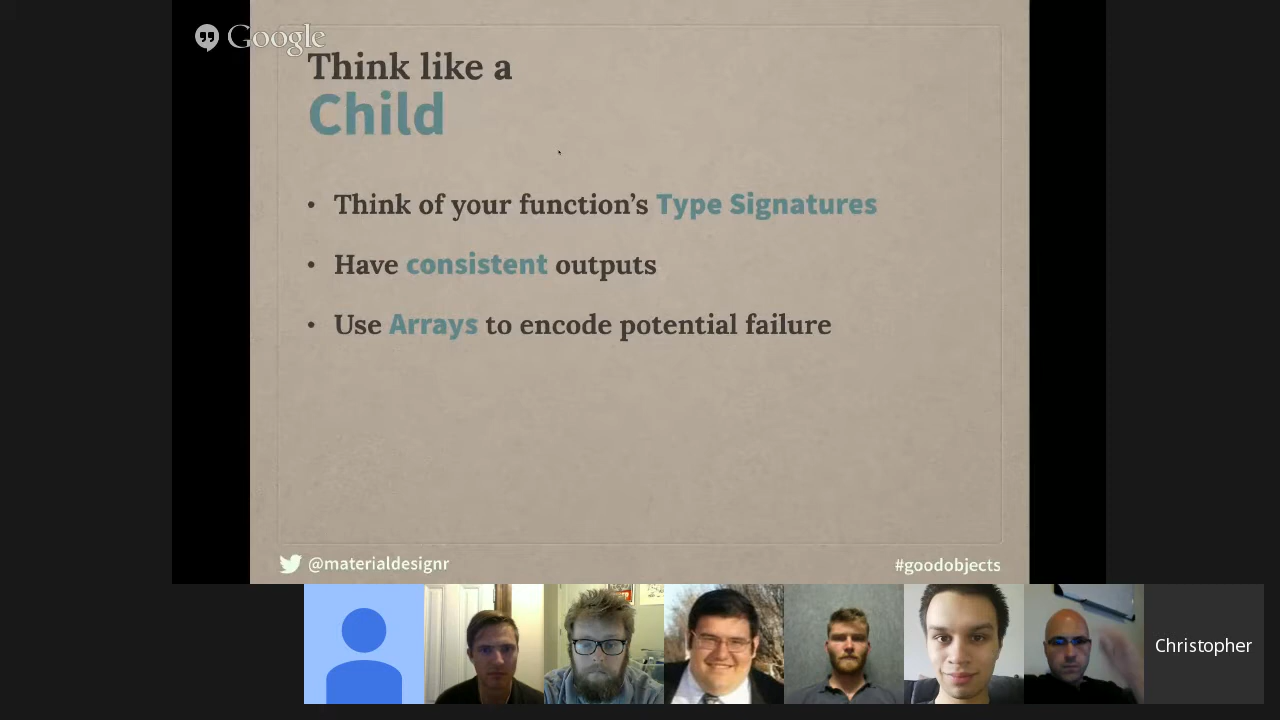 Google
Think like a
Child
• Think of your function's Type Signatures
• Have consistent outputs
• Use Arrays to encode potential failure
@materialdesignr
#goodobjects
Christopher